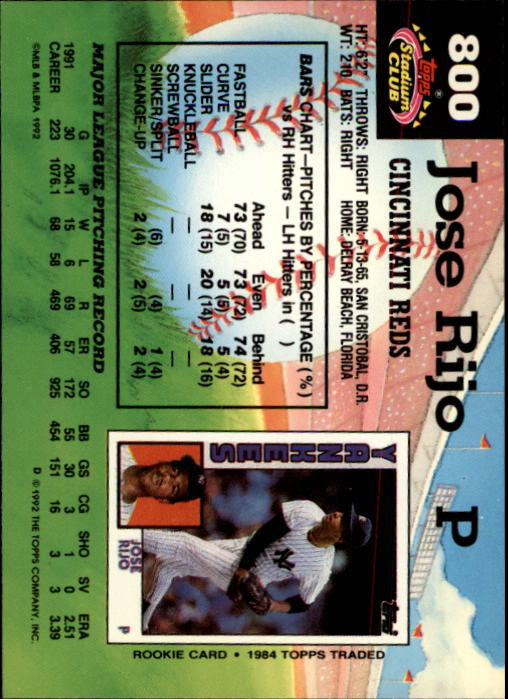 800
Topps®
Stadium
CLUB
Jose Rijo P
CINCINNATI REDS
HT: 6'2" THROWS: RIGHT BORN: 5-13-65, SAN CRISTOBAL, D.R.
WT: 210 BATS: RIGHT HOME: DELRAY BEACH, FLORIDA
BARS CHART—PITCHES BY PERCENTAGE (%)
vs RH Hitters — LH Hitters in ( )
Ahead Even Behind
FASTBALL 73 (70) 73 (72) 74 (72)
CURVE 7 (5) 5 (5) 5 (4)
SLIDER 18 (15) 20 (14) 18 (16)
KNUCKLEBALL — — —
SCREWBALL — — —
SINKER/SPLIT — (6) — (4) 1 (4)
CHANGE-UP 2 (4) 2 (5) 2 (4)
YANKEES
Topps
JOSE
RIJO
P
ROOKIE CARD • 1984 TOPPS TRADED
MAJOR LEAGUE PITCHING RECORD
G IP W L R ER SO BB GS CG SHO SV ERA
1991 30 204.1 15 6 69 57 172 55 30 3 1 0 2.51
CAREER 223 1076.1 68 58 469 406 925 454 151 16 3 3 3.39
©MLB & MLBPA 1992
D ©1992 THE TOPPS COMPANY, INC.